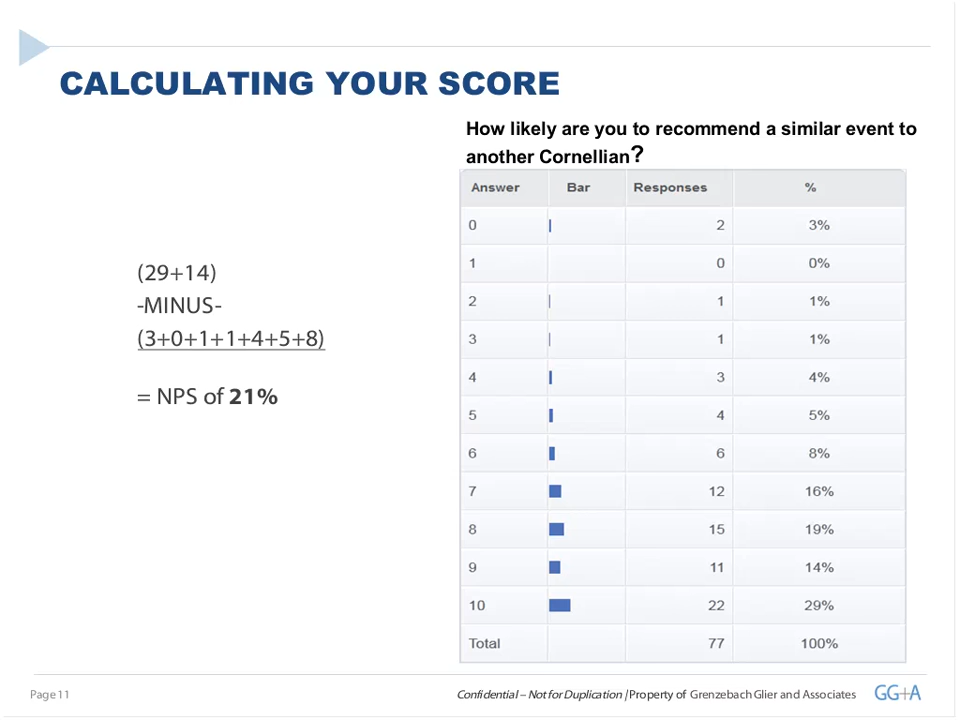 CALCULATING YOUR SCORE
How likely are you to recommend a similar event to
another Cornellian?
(29+14)
-MINUS-
(3+0+1+1+4+5+8)
= NPS of 21%
Answer Bar Responses %
0 2 3%
1 0 0%
2 1 1%
3 1 1%
4 3 4%
5 4 5%
6 6 8%
7 12 16%
8 15 19%
9 11 14%
10 22 29%
Total 77 100%
Page 11
Confidential – Not for Duplication | Property of Grenzebach Glier and Associates
GG+A